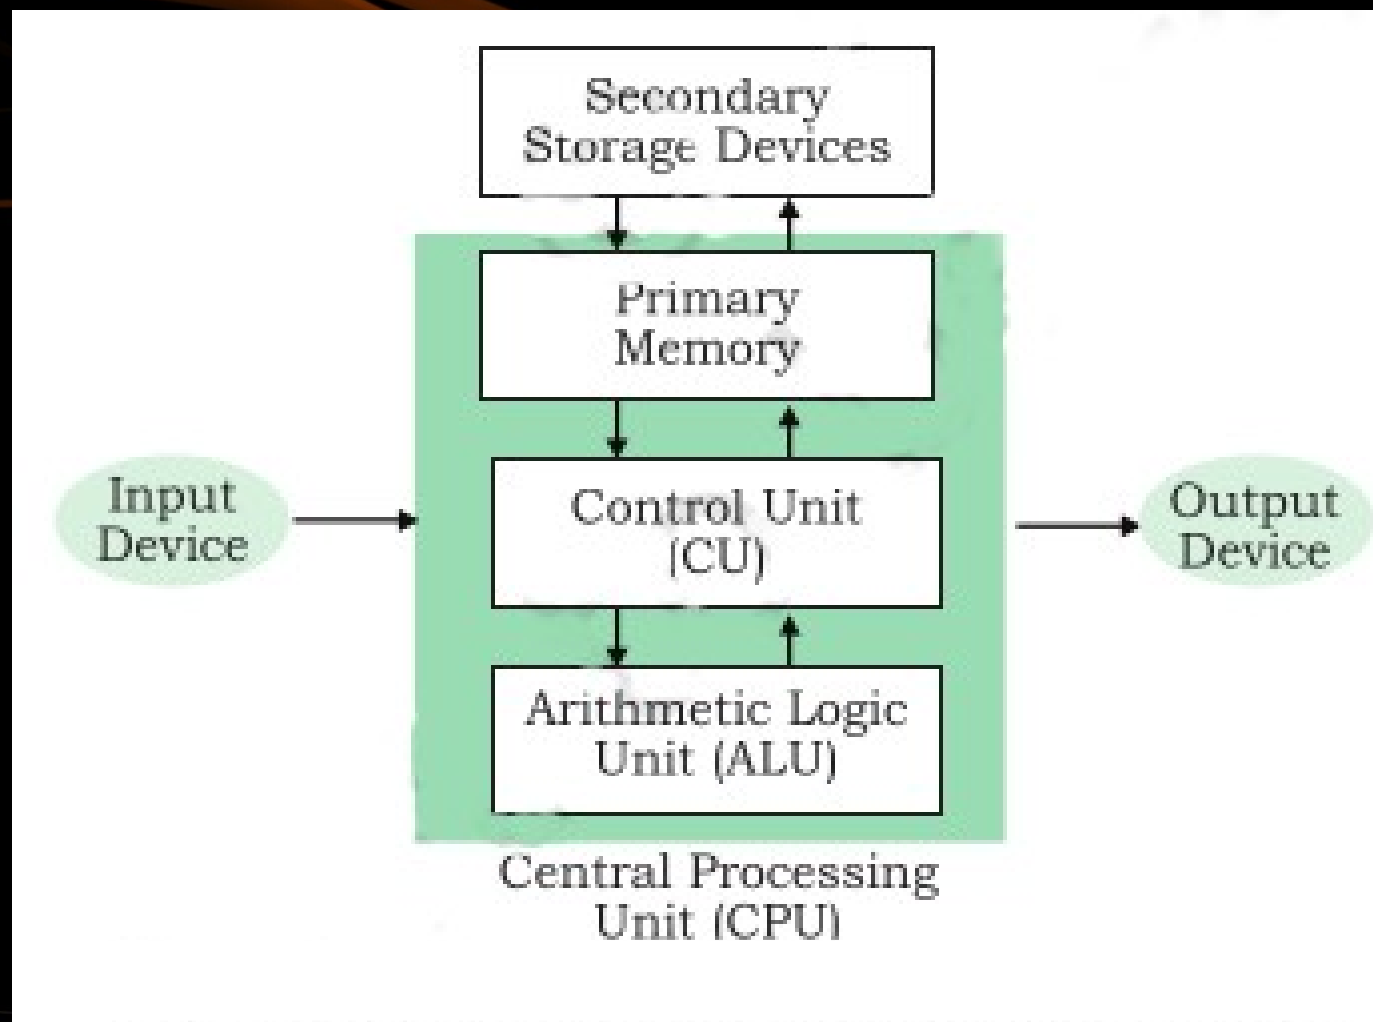 Secondary
Storage Devices
Primary
Memory
Input
Device
Control Unit
(CU)
Output
Device
Arithmetic Logic
Unit (ALU)
Central Processing
Unit (CPU)